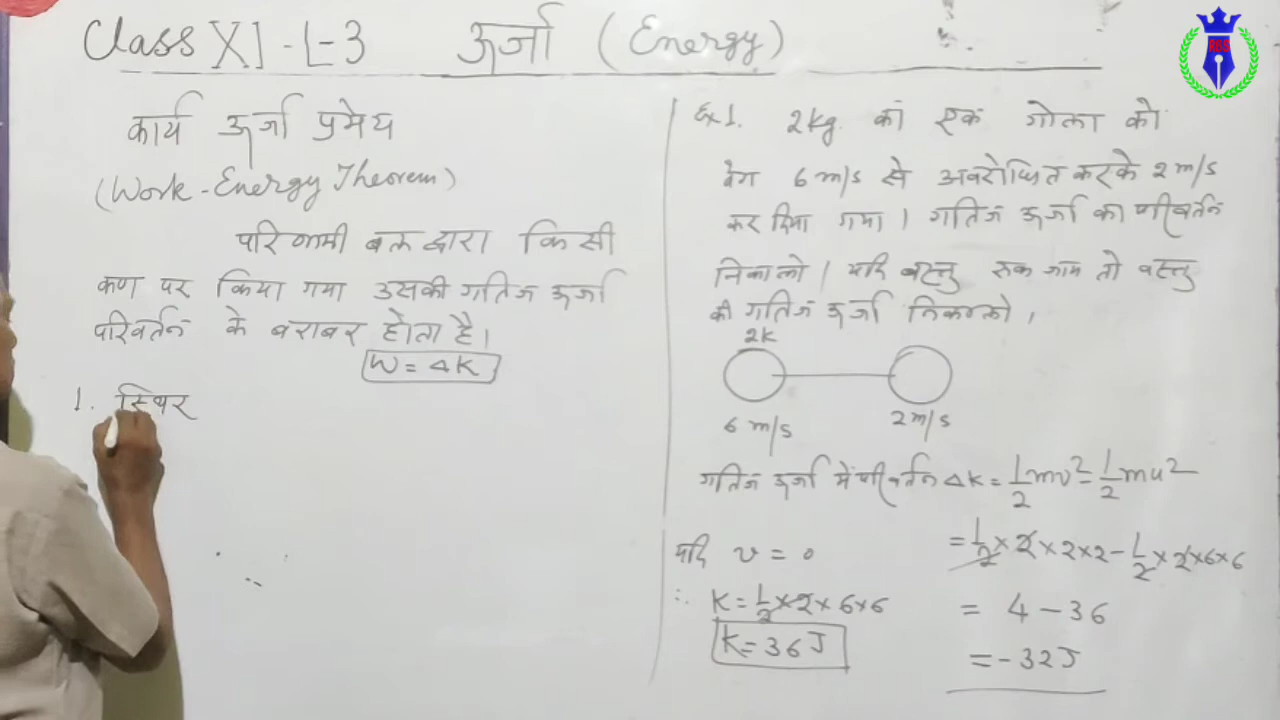 Class XI - L-3 ऊर्जा (Energy)
RSS
कार्य ऊर्जा प्रमेय
(Work-Energy Theorem)
परिणामी बल द्वारा किसी
कण पर किया गया उसकी गतिज ऊर्जा
परिवर्तन के बराबर होता है।
W = ΔK
1. स्थिर
Ex 1. 2kg. का एक गोला को
वेग 6 m/s से अवरोधित करके 2 m/s
कर दिया गया। गतिज ऊर्जा का परिवर्तन
निकालो। यदि वस्तु रुक जाय तो वस्तु
की गतिज ऊर्जा निकालो।
2K
6 m/s 2 m/s
गतिज ऊर्जा में परिवर्तन ΔK = 1/2 mv² - 1/2 mu²
= 1/2 × 2 × 2 × 2 - 1/2 × 2 × 6 × 6
= 4 - 36
= -32J
यदि v = 0
∴ K = 1/2 × 2 × 6 × 6
K = 36 J